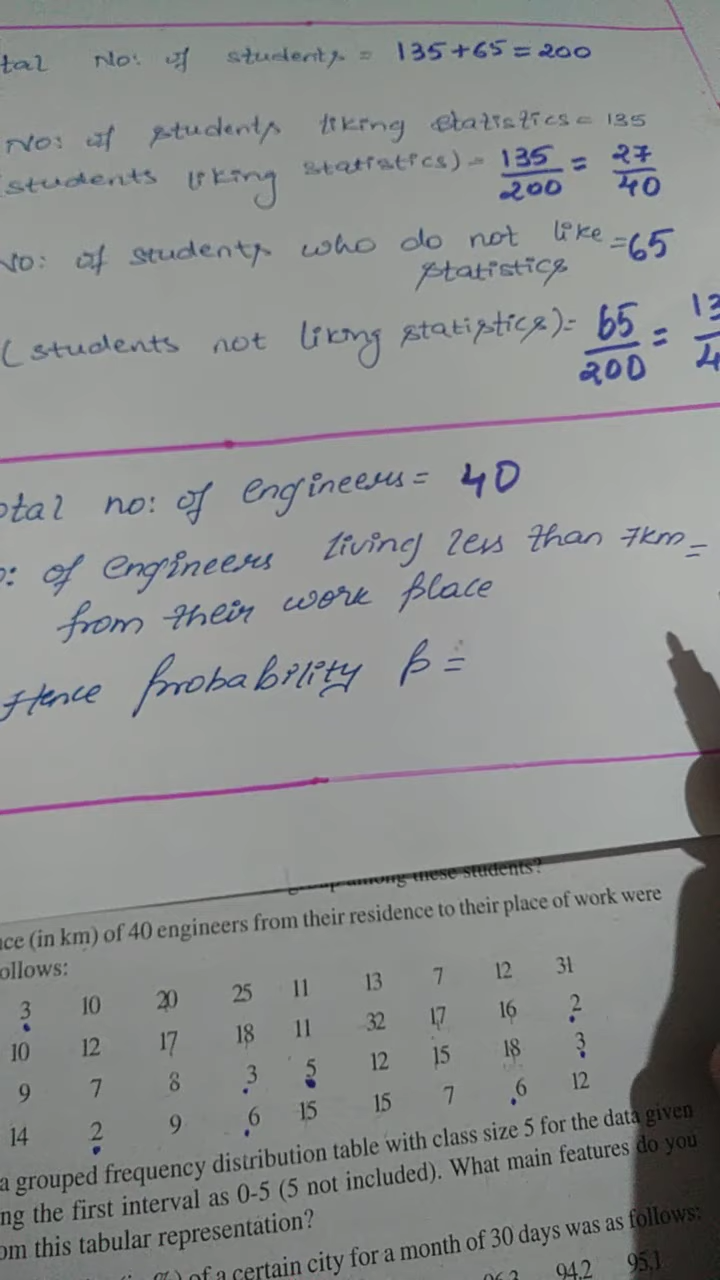 tal No: of students = 135+65=200
No: of students liking statistics = 135
students liking statistics) = 135/200 = 27/40
No: of students who do not like =65
statistics
(students not liking statistics)= 65/200 = 13/4
otal no: of engineers= 40
o: of engineers living less than 7km =
from their work place
Hence probability p =
among these students?
nce (in km) of 40 engineers from their residence to their place of work were
ollows:
3 10 20 25 11 13 7 12 31
10 12 17 18 11 32 17 16 2
9 7 8 3 5 12 15 18 3
14 2 9 6 15 15 7 6 12
a grouped frequency distribution table with class size 5 for the data given
ng the first interval as 0-5 (5 not included). What main features do you
om this tabular representation?
of a certain city for a month of 30 days was as follows:
94.2 95.1